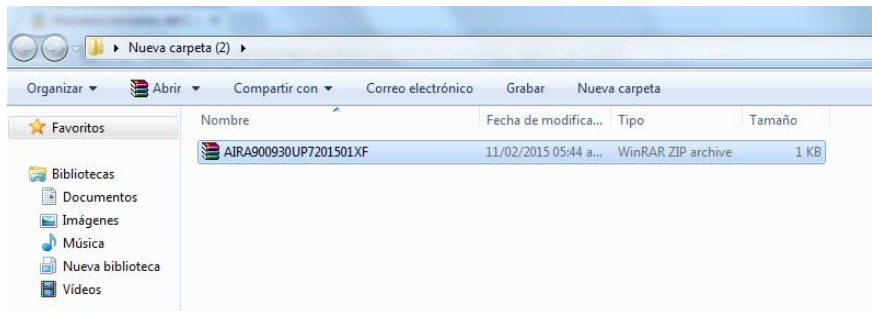 Nueva carpeta (2)
Organizar Abrir Compartir con Correo electrónico Grabar Nueva carpeta
Favoritos
Bibliotecas
Documentos
Imágenes
Música
Nueva biblioteca
Vídeos
Nombre Fecha de modifica... Tipo Tamaño
AIRA900930UP7201501XF 11/02/2015 05:44 a... WinRAR ZIP archive 1 KB